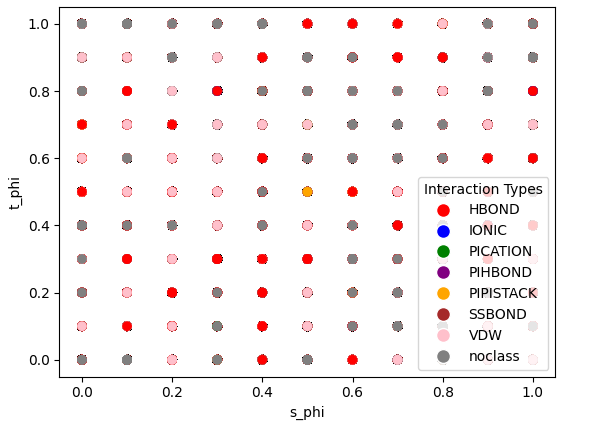 1.0
0.8
0.6
0.4
0.2
0.0
t_phi
Interaction Types
HBOND
IONIC
PICATION
PIHBOND
PIPISTACK
SSBOND
VDW
noclass
0.0 0.2 0.4 0.6 0.8 1.0
s_phi